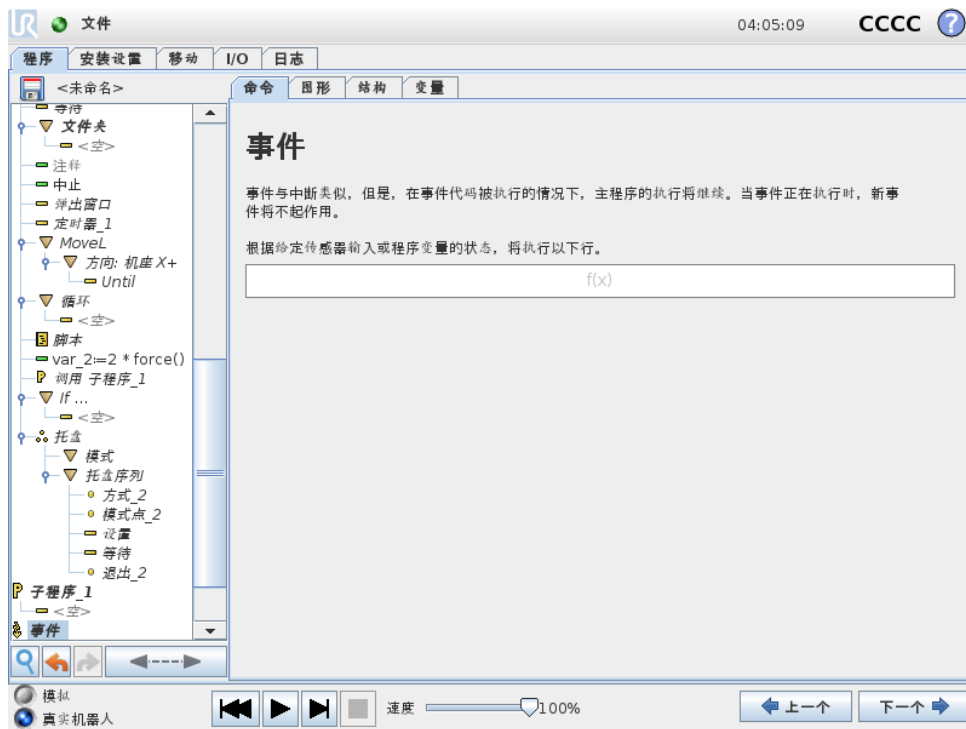 UR 文件 04:05:09 CCCC ?
程序 安装设置 移动 I/O 日志
<未命名> 命令 图形 结构 变量
等待
文件夹
<空>
注释
中止
弹出窗口
定时器_1
MoveL
方向: 机座 X+
Until
循环
<空>
脚本
var_2:=2 * force()
调用 子程序_1
If ...
<空>
托盒
模式
托盒序列
方式_2
模式点_2
设置
等待
退出_2
子程序_1
<空>
事件
事件
事件与中断类似，但是，在事件代码被执行的情况下，主程序的执行将继续。当事件正在执行时，新事
件将不起作用。
根据给定传感器输入或程序变量的状态，将执行以下行。
f(x)
模拟
真实机器人
速度 100%
上一个 下一个